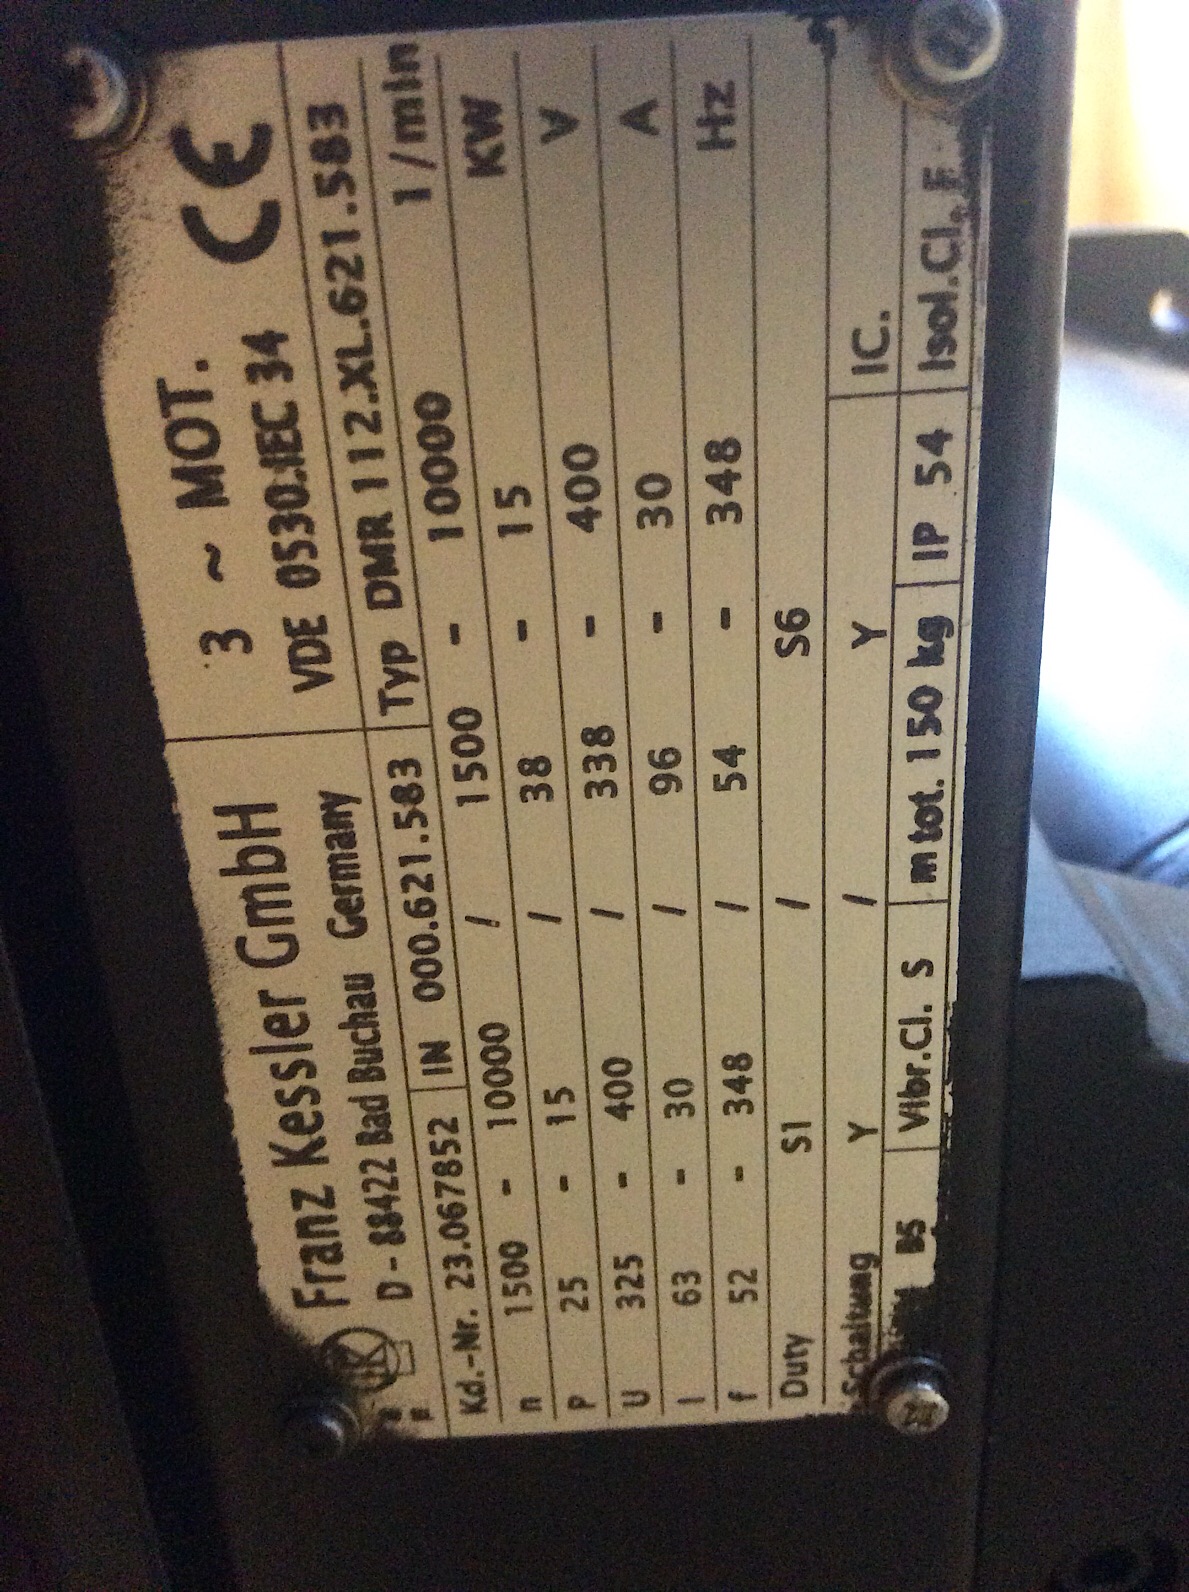 Franz Kessler GmbH
D - 88422 Bad Buchau Germany
3 ~ MOT. CE
VDE 0530.IEC 34
Kd.-Nr. 23.067852 IN 000.621.583 Typ DMR 112.XL.621.583
n 1500 - 10000 / 1500 - 10000 1/min
P 25 - 15 / 38 - 15 KW
U 325 - 400 / 338 - 400 V
I 63 - 30 / 96 - 30 A
f 52 - 348 / 54 - 348 Hz
Duty S1 / S6
Schaltung Y / Y IC.
B5 Vibr.Cl. S m tot. 150 kg IP 54 Isol.Cl. F